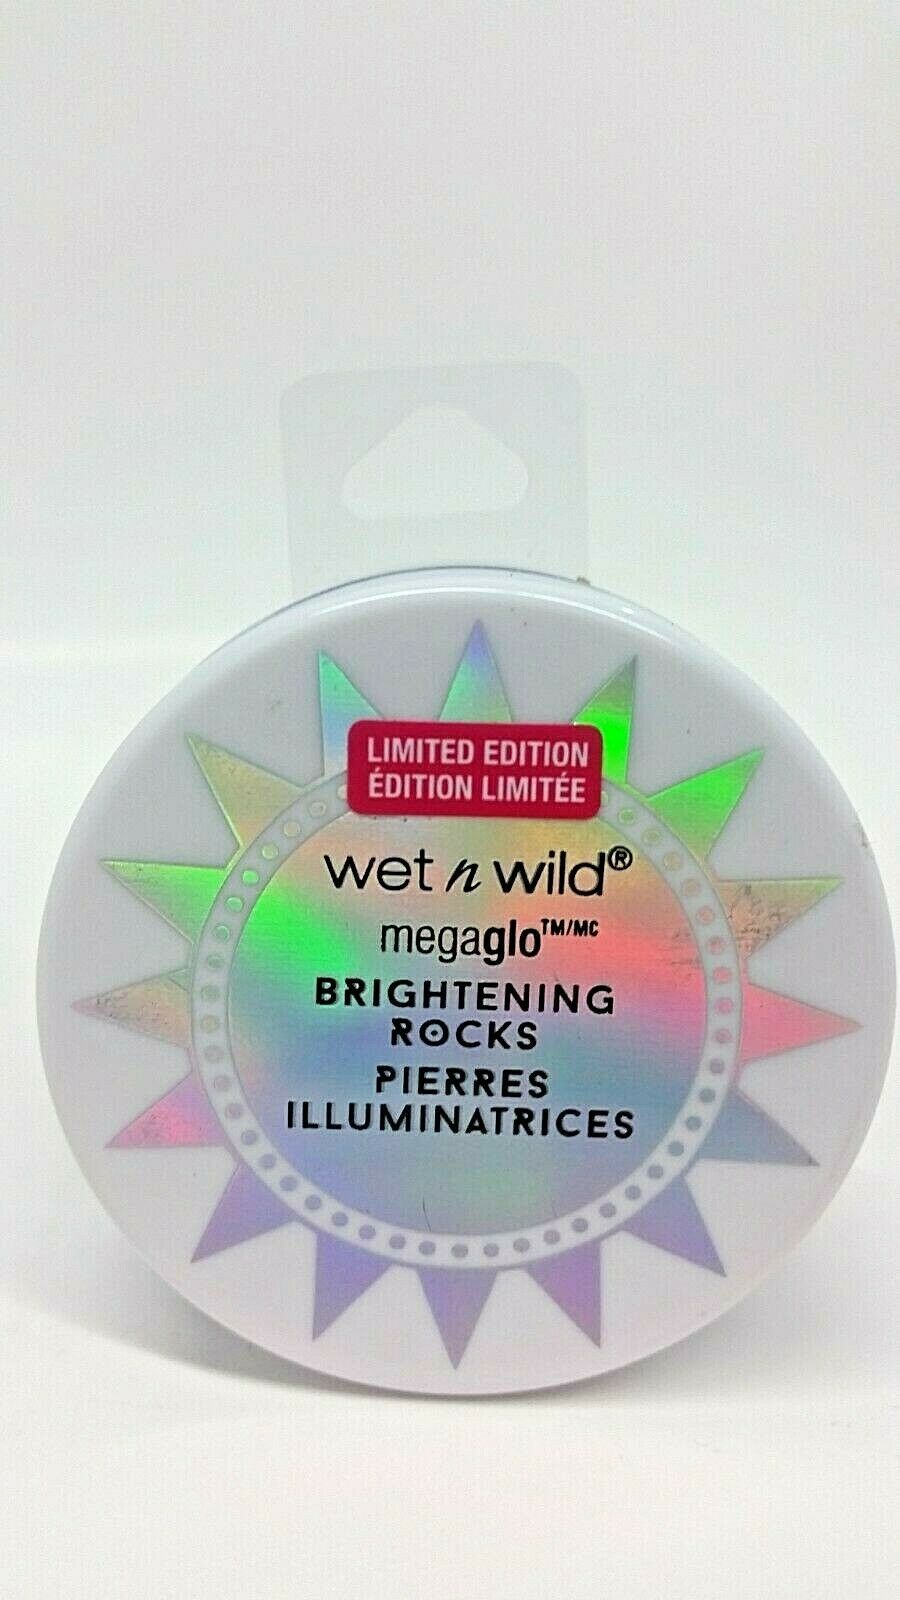 LIMITED EDITION
ÉDITION LIMITÉE
wet n wild®
megaglo™/MC
BRIGHTENING
ROCKS
PIERRES
ILLUMINATRICES